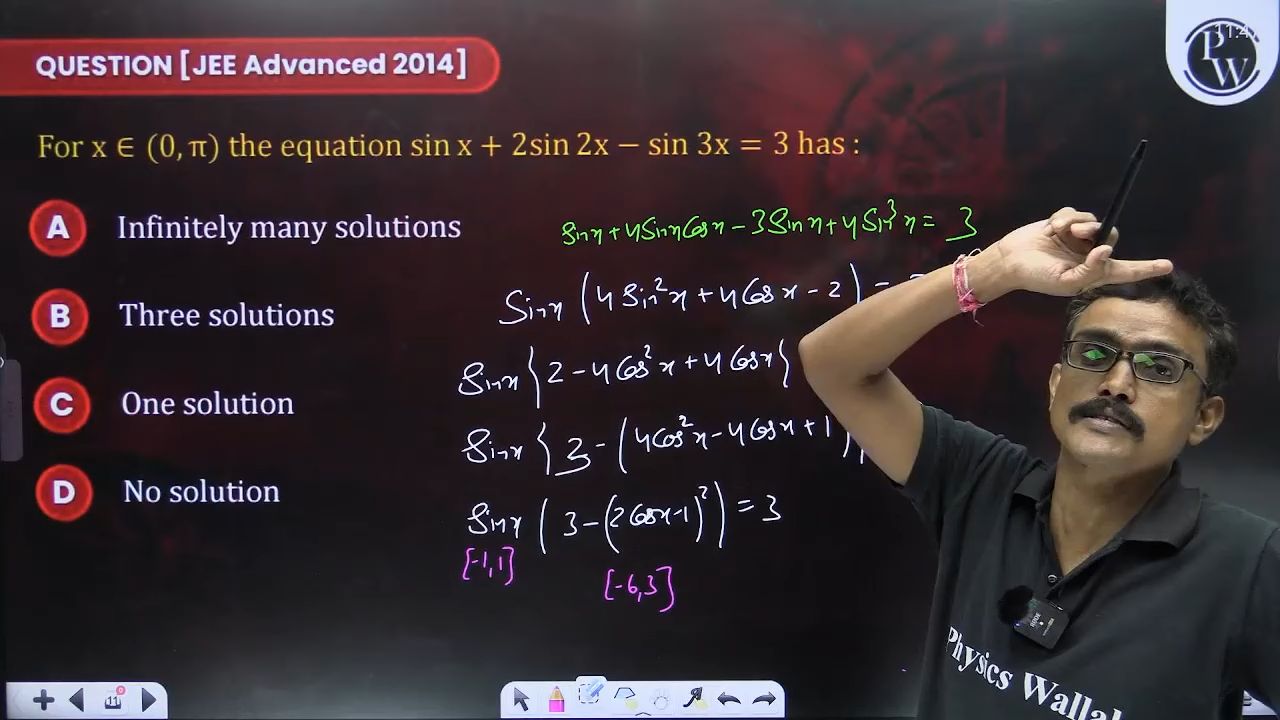 QUESTION [JEE Advanced 2014]
For x ∈ (0, π) the equation sin x + 2sin 2x − sin 3x = 3 has :
A Infinitely many solutions
B Three solutions
C One solution
D No solution
Sinx + 4SinxCosx − 3Sinx + 4Sin³x = 3
Sinx (4Sin²x + 4Cosx − 2) =
Sinx {2 − 4Cos²x + 4Cosx}
Sinx {3 − (4Cos²x − 4Cosx + 1)
Sinx (3 − (2Cosx−1)²) = 3
[-1,1]
[-6,3]
PW
Physics Wallah
11